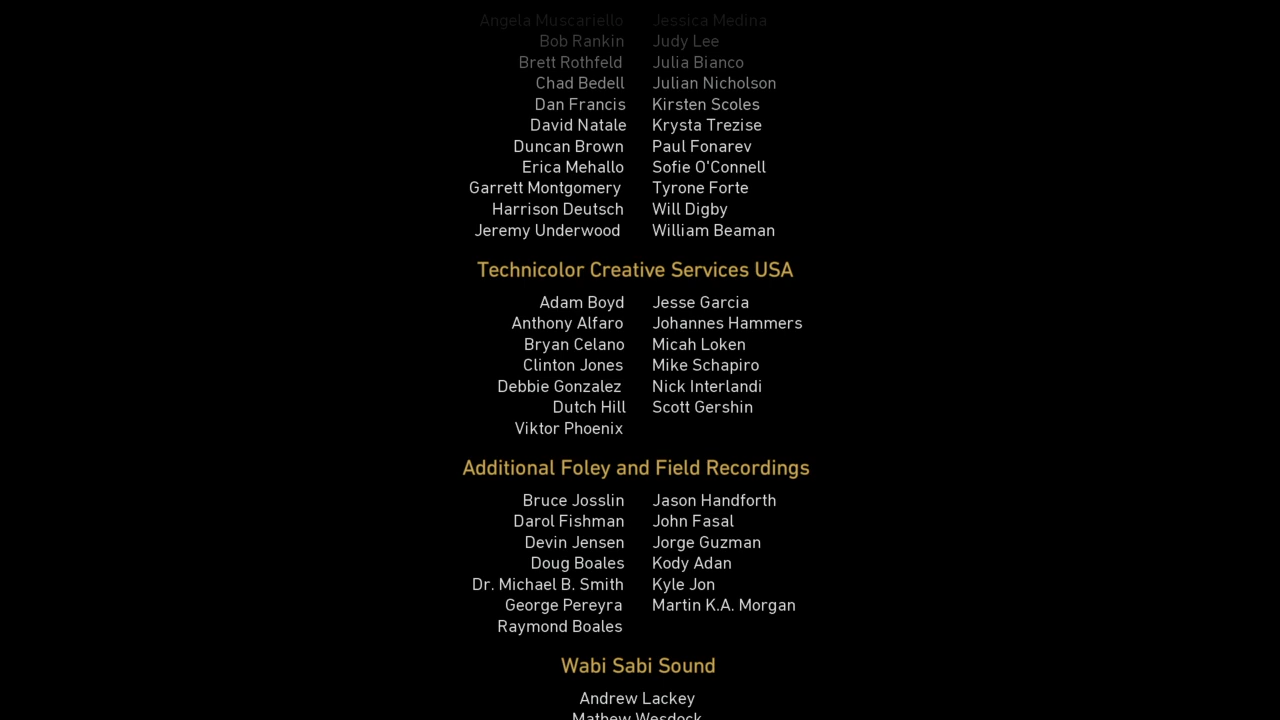 Angela Muscariello Jessica Medina
Bob Rankin Judy Lee
Brett Rothfeld Julia Bianco
Chad Bedell Julian Nicholson
Dan Francis Kirsten Scoles
David Natale Krysta Trezise
Duncan Brown Paul Fonarev
Erica Mehallo Sofie O'Connell
Garrett Montgomery Tyrone Forte
Harrison Deutsch Will Digby
Jeremy Underwood William Beaman
Technicolor Creative Services USA
Adam Boyd Jesse Garcia
Anthony Alfaro Johannes Hammers
Bryan Celano Micah Loken
Clinton Jones Mike Schapiro
Debbie Gonzalez Nick Interlandi
Dutch Hill Scott Gershin
Viktor Phoenix
Additional Foley and Field Recordings
Bruce Josslin Jason Handforth
Darol Fishman John Fasal
Devin Jensen Jorge Guzman
Doug Boales Kody Adan
Dr. Michael B. Smith Kyle Jon
George Pereyra Martin K.A. Morgan
Raymond Boales
Wabi Sabi Sound
Andrew Lackey
Mathew Wesdock